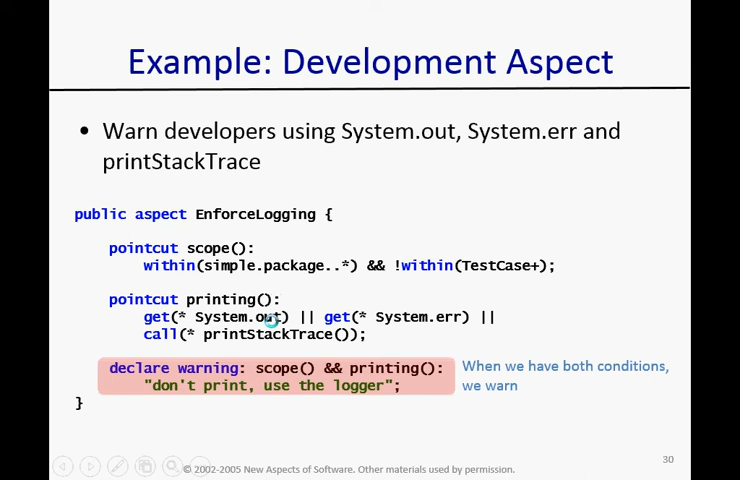 Example: Development Aspect
• Warn developers using System.out, System.err and
printStackTrace
public aspect EnforceLogging {
pointcut scope():
within(simple.package..*) && !within(TestCase+);
pointcut printing():
get(* System.out) || get(* System.err) ||
call(* printStackTrace());
declare warning: scope() && printing():
"don't print, use the logger";
}
When we have both conditions,
we warn
30
© 2002-2005 New Aspects of Software. Other materials used by permission.